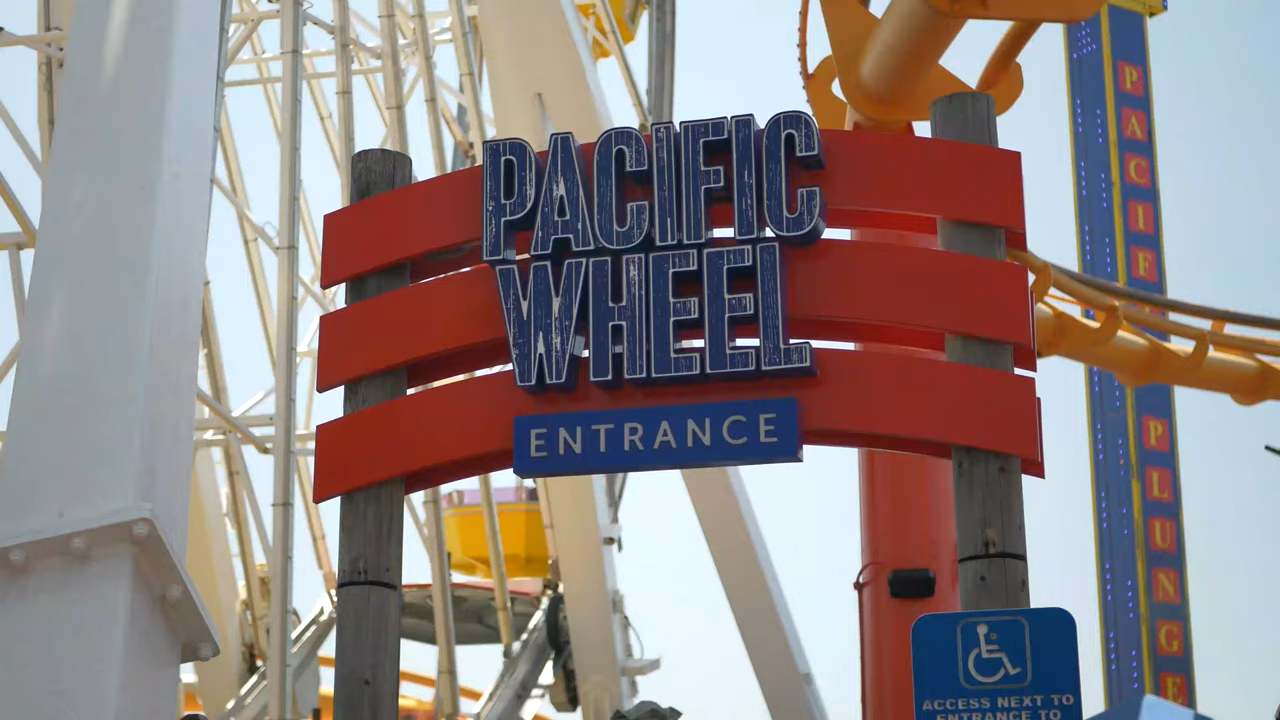 PACIFIC
WHEEL
ENTRANCE
PACIFIC
PLUNGE
ACCESS NEXT TO
ENTRANCE TO